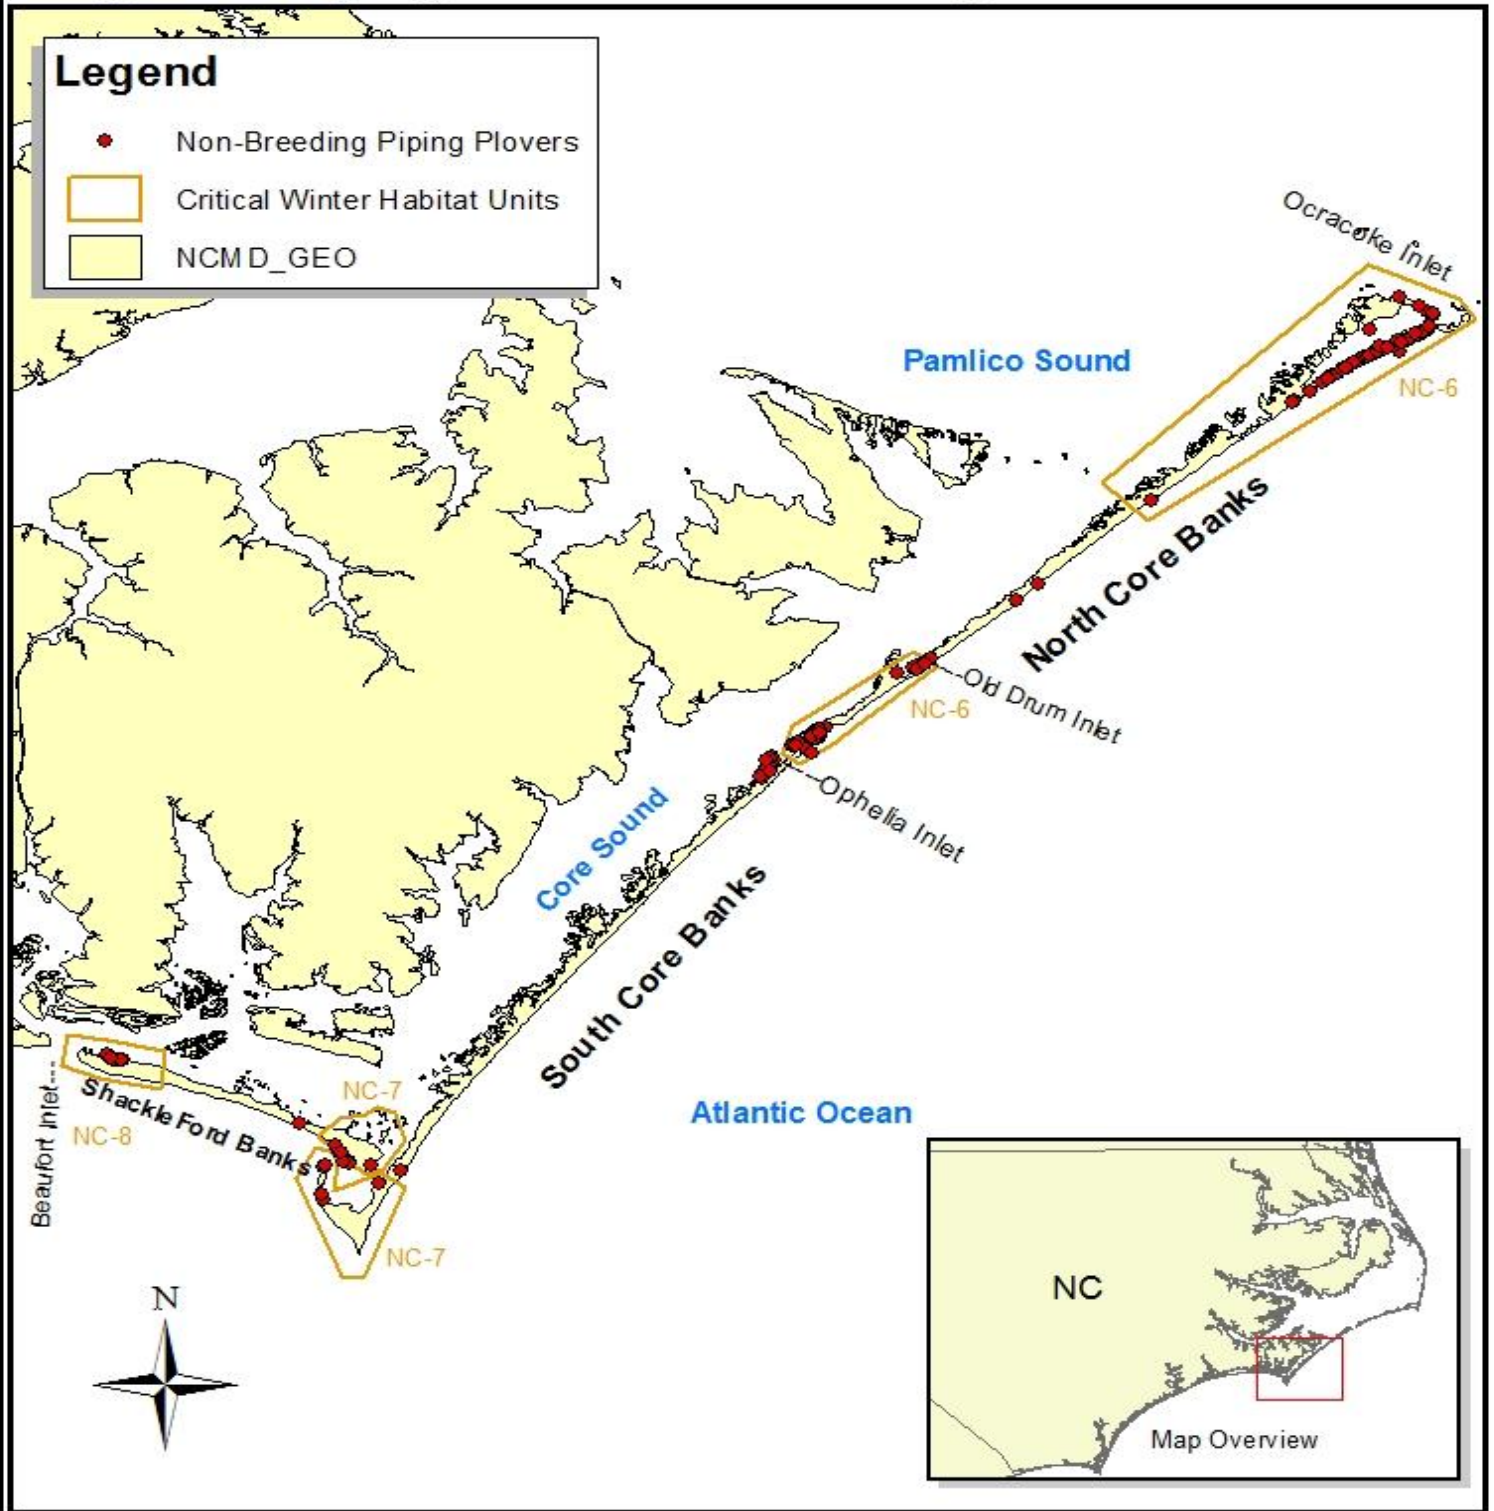 Legend
Non-Breeding Piping Plovers
Critical Winter Habitat Units
NCMD_GEO
Ocracoke Inlet
Pamlico Sound
NC-6
North Core Banks
Old Drum Inlet
NC-6
Ophelia Inlet
Core Sound
South Core Banks
Atlantic Ocean
NC-7
Shackle Ford Banks
NC-8
Beaufort Inlet
NC-7
N
NC
Map Overview